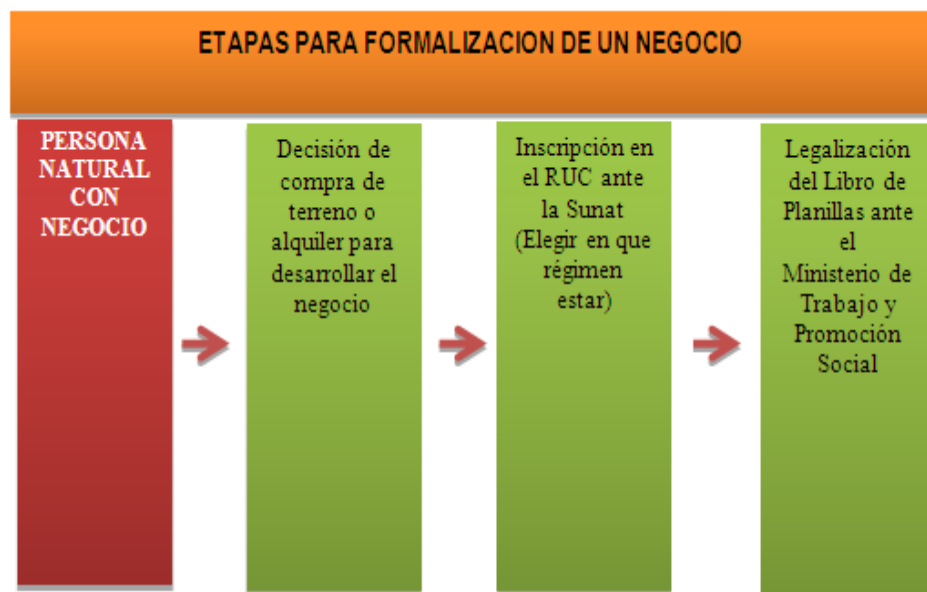 ETAPAS PARA FORMALIZACION DE UN NEGOCIO
PERSONA
NATURAL
CON
NEGOCIO
Decisión de
compra de
terreno o
alquiler para
desarrollar el
negocio
Inscripción en
el RUC ante
la Sunat
(Elegir en que
régimen
estar)
Legalización
del Libro de
Planillas ante
el
Ministerio de
Trabajo y
Promoción
Social